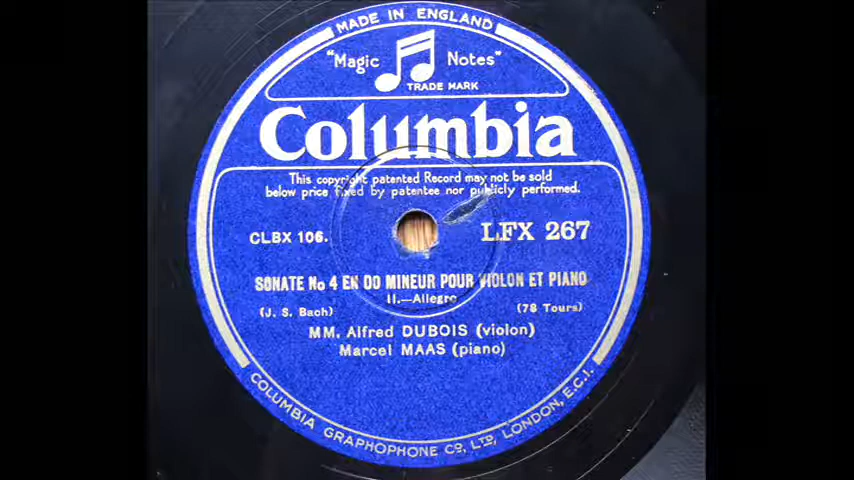 MADE IN ENGLAND
"Magic Notes"
TRADE MARK
Columbia
This copyright patented Record may not be sold
below price fixed by patentee nor publicly performed.
CLBX 106.
LFX 267
SONATE No 4 EN DO MINEUR POUR VIOLON ET PIANO
II.—Allegro
(J. S. Bach)
(78 Tours)
MM. Alfred DUBOIS (violon)
Marcel MAAS (piano)
COLUMBIA GRAPHOPHONE CO, LTD, LONDON, E.C.1.